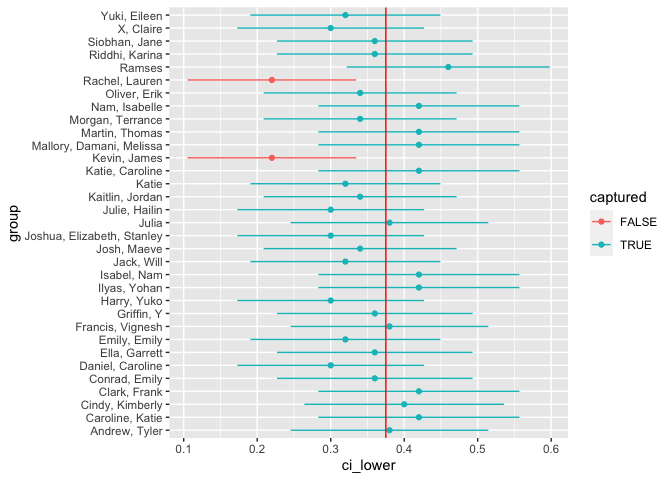 Yuki, Eileen
X, Claire
Siobhan, Jane
Riddhi, Karina
Ramses
Rachel, Lauren
Oliver, Erik
Nam, Isabelle
Morgan, Terrance
Martin, Thomas
Mallory, Damani, Melissa
Kevin, James
Katie, Caroline
Katie
Kaitlin, Jordan
Julie, Hailin
Julia
Joshua, Elizabeth, Stanley
Josh, Maeve
Jack, Will
Isabel, Nam
Ilyas, Yohan
Harry, Yuko
Griffin, Y
Francis, Vignesh
Emily, Emily
Ella, Garrett
Daniel, Caroline
Conrad, Emily
Clark, Frank
Cindy, Kimberly
Caroline, Katie
Andrew, Tyler
group
0.1 0.2 0.3 0.4 0.5 0.6
ci_lower
captured
FALSE
TRUE